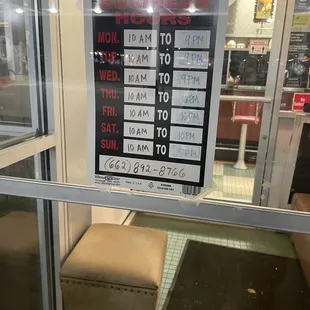 HOURS
MON. 10 AM TO 9 PM
TUE. 10 AM TO
WED. 10 AM TO 9 PM
THU. 10 AM TO
FRI. 10 AM TO
SAT. 10 AM TO
SUN. 10 AM TO
(662) 892-8766